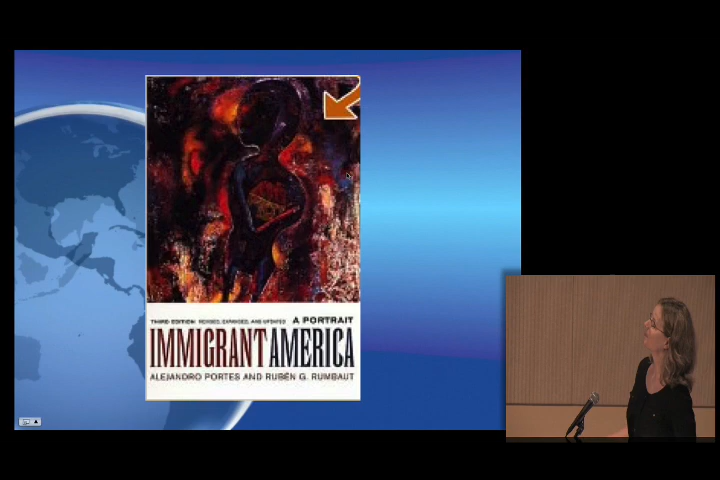 THIRD EDITION REVISED, EXPANDED, AND UPDATED A PORTRAIT
IMMIGRANT AMERICA
ALEJANDRO PORTES AND RUBÉN G. RUMBAUT